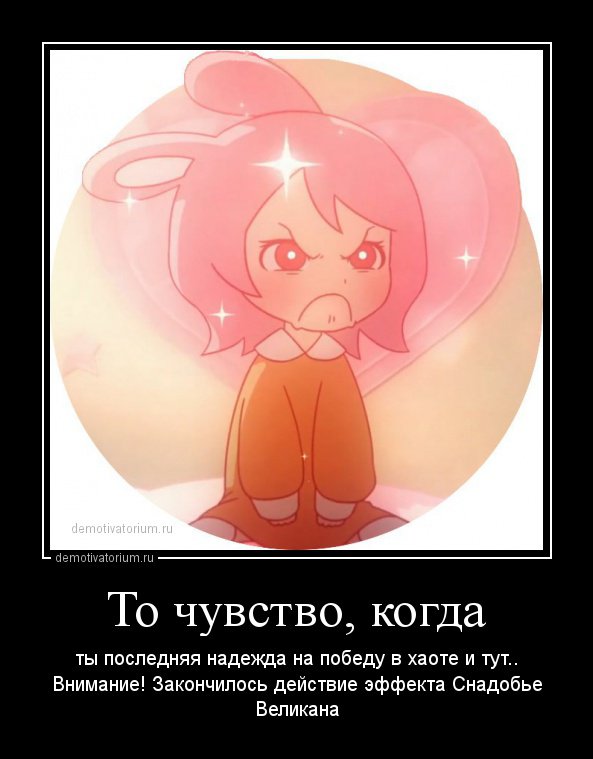 demotivatorium.ru
demotivatorium.ru
То чувство, когда
ты последняя надежда на победу в хаоте и тут..
Внимание! Закончилось действие эффекта Снадобье
Великана